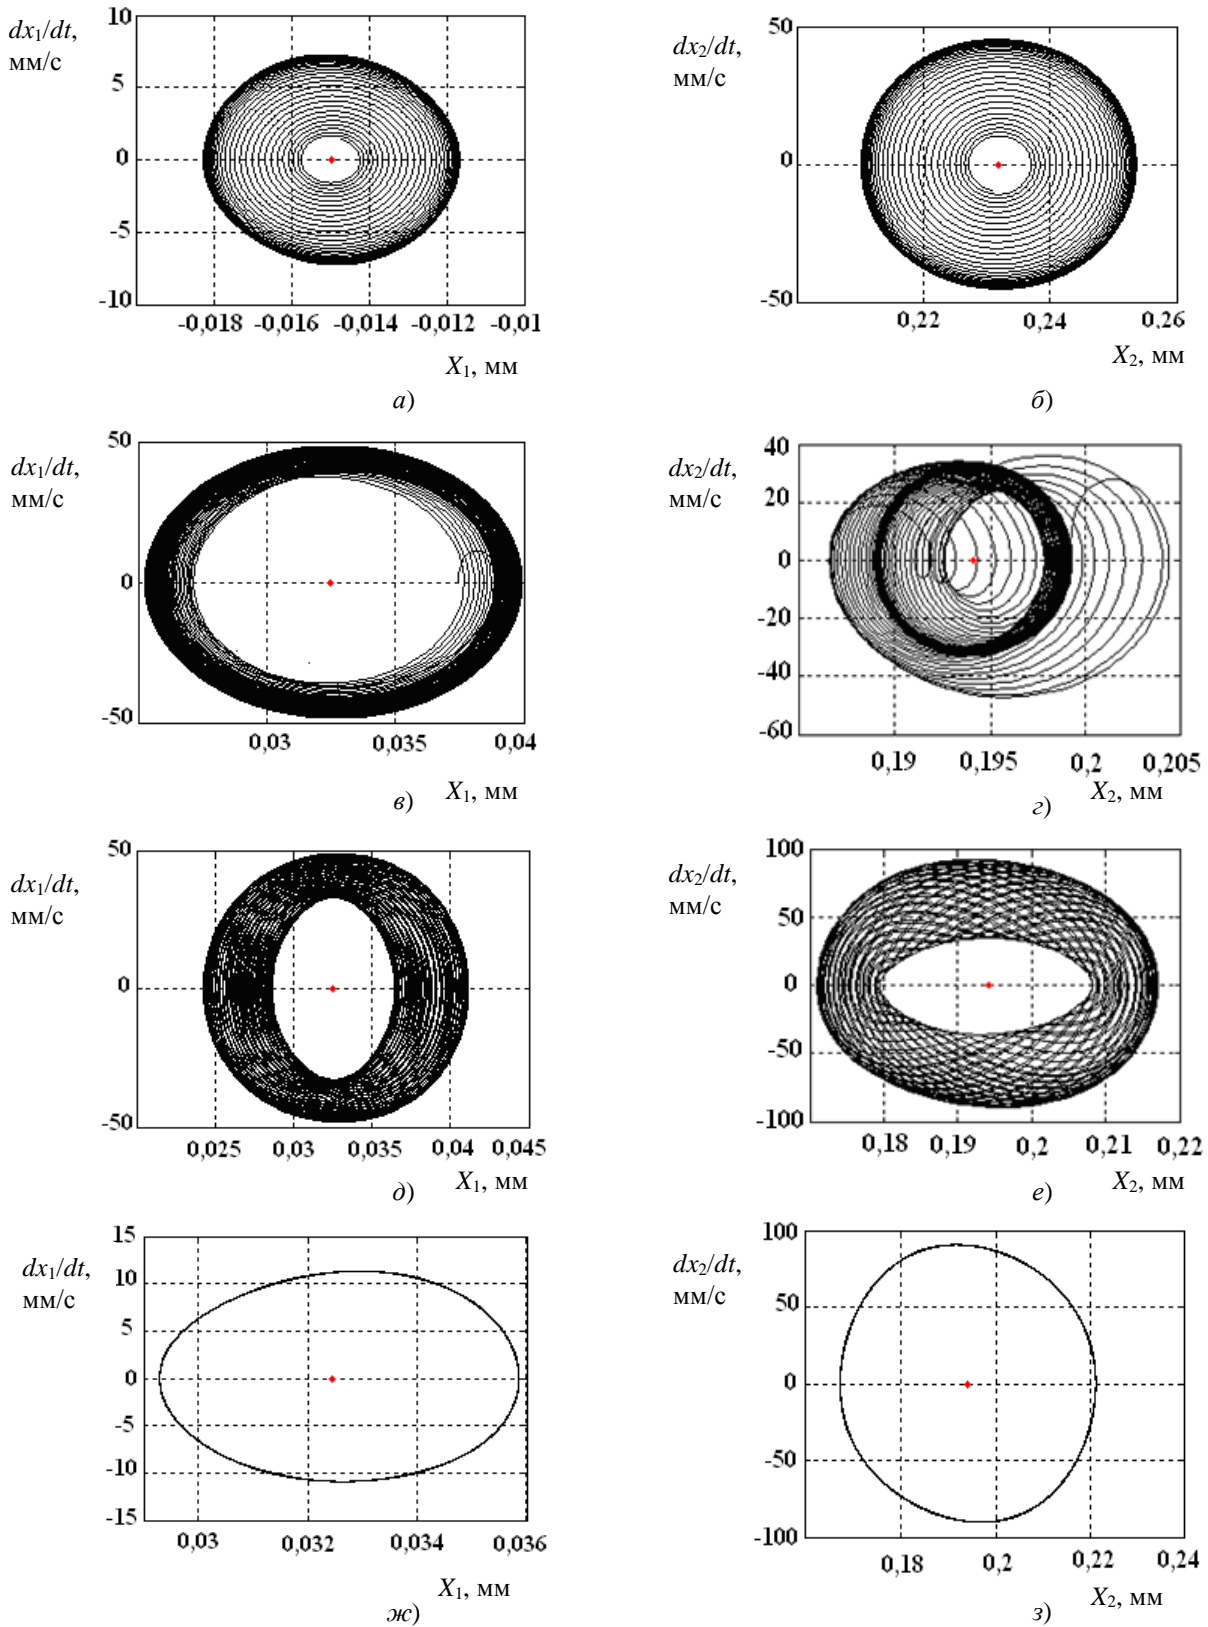 dx1/dt,
мм/с
10
5
0
-5
-10
-0,018 -0,016 -0,014 -0,012 -0,01
X1, мм
а)
dx2/dt,
мм/с
50
0
-50
0,22 0,24 0,26
X2, мм
б)
dx1/dt,
мм/с
50
0
-50
0,03 0,035 0,04
X1, мм
в)
dx2/dt,
мм/с
40
20
0
-20
-40
-60
0,19 0,195 0,2 0,205
X2, мм
г)
dx1/dt,
мм/с
50
0
-50
0,025 0,03 0,035 0,04 0,045
X1, мм
д)
dx2/dt,
мм/с
100
50
0
-50
-100
0,18 0,19 0,2 0,21 0,22
X2, мм
е)
dx1/dt,
мм/с
15
10
5
0
-5
-10
-15
0,03 0,032 0,034 0,036
X1, мм
ж)
dx2/dt,
мм/с
100
50
0
-50
-100
0,18 0,2 0,22 0,24
X2, мм
з)